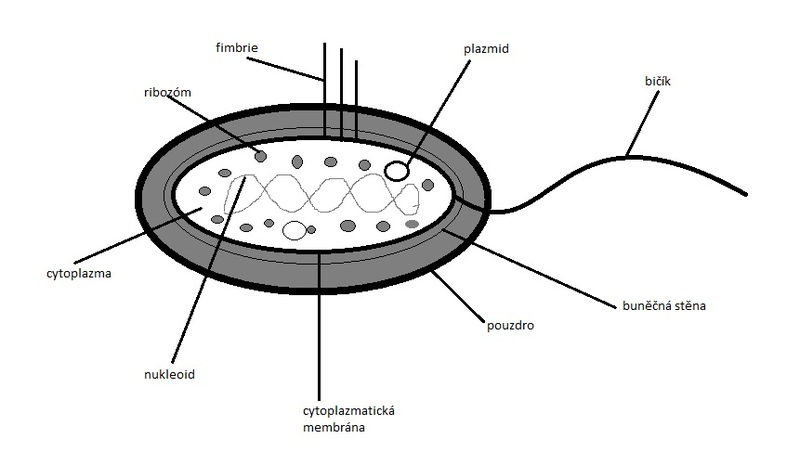 fimbrie
plazmid
bičík
ribozóm
cytoplazma
buněčná stěna
pouzdro
nukleoid
cytoplazmatická
membrána